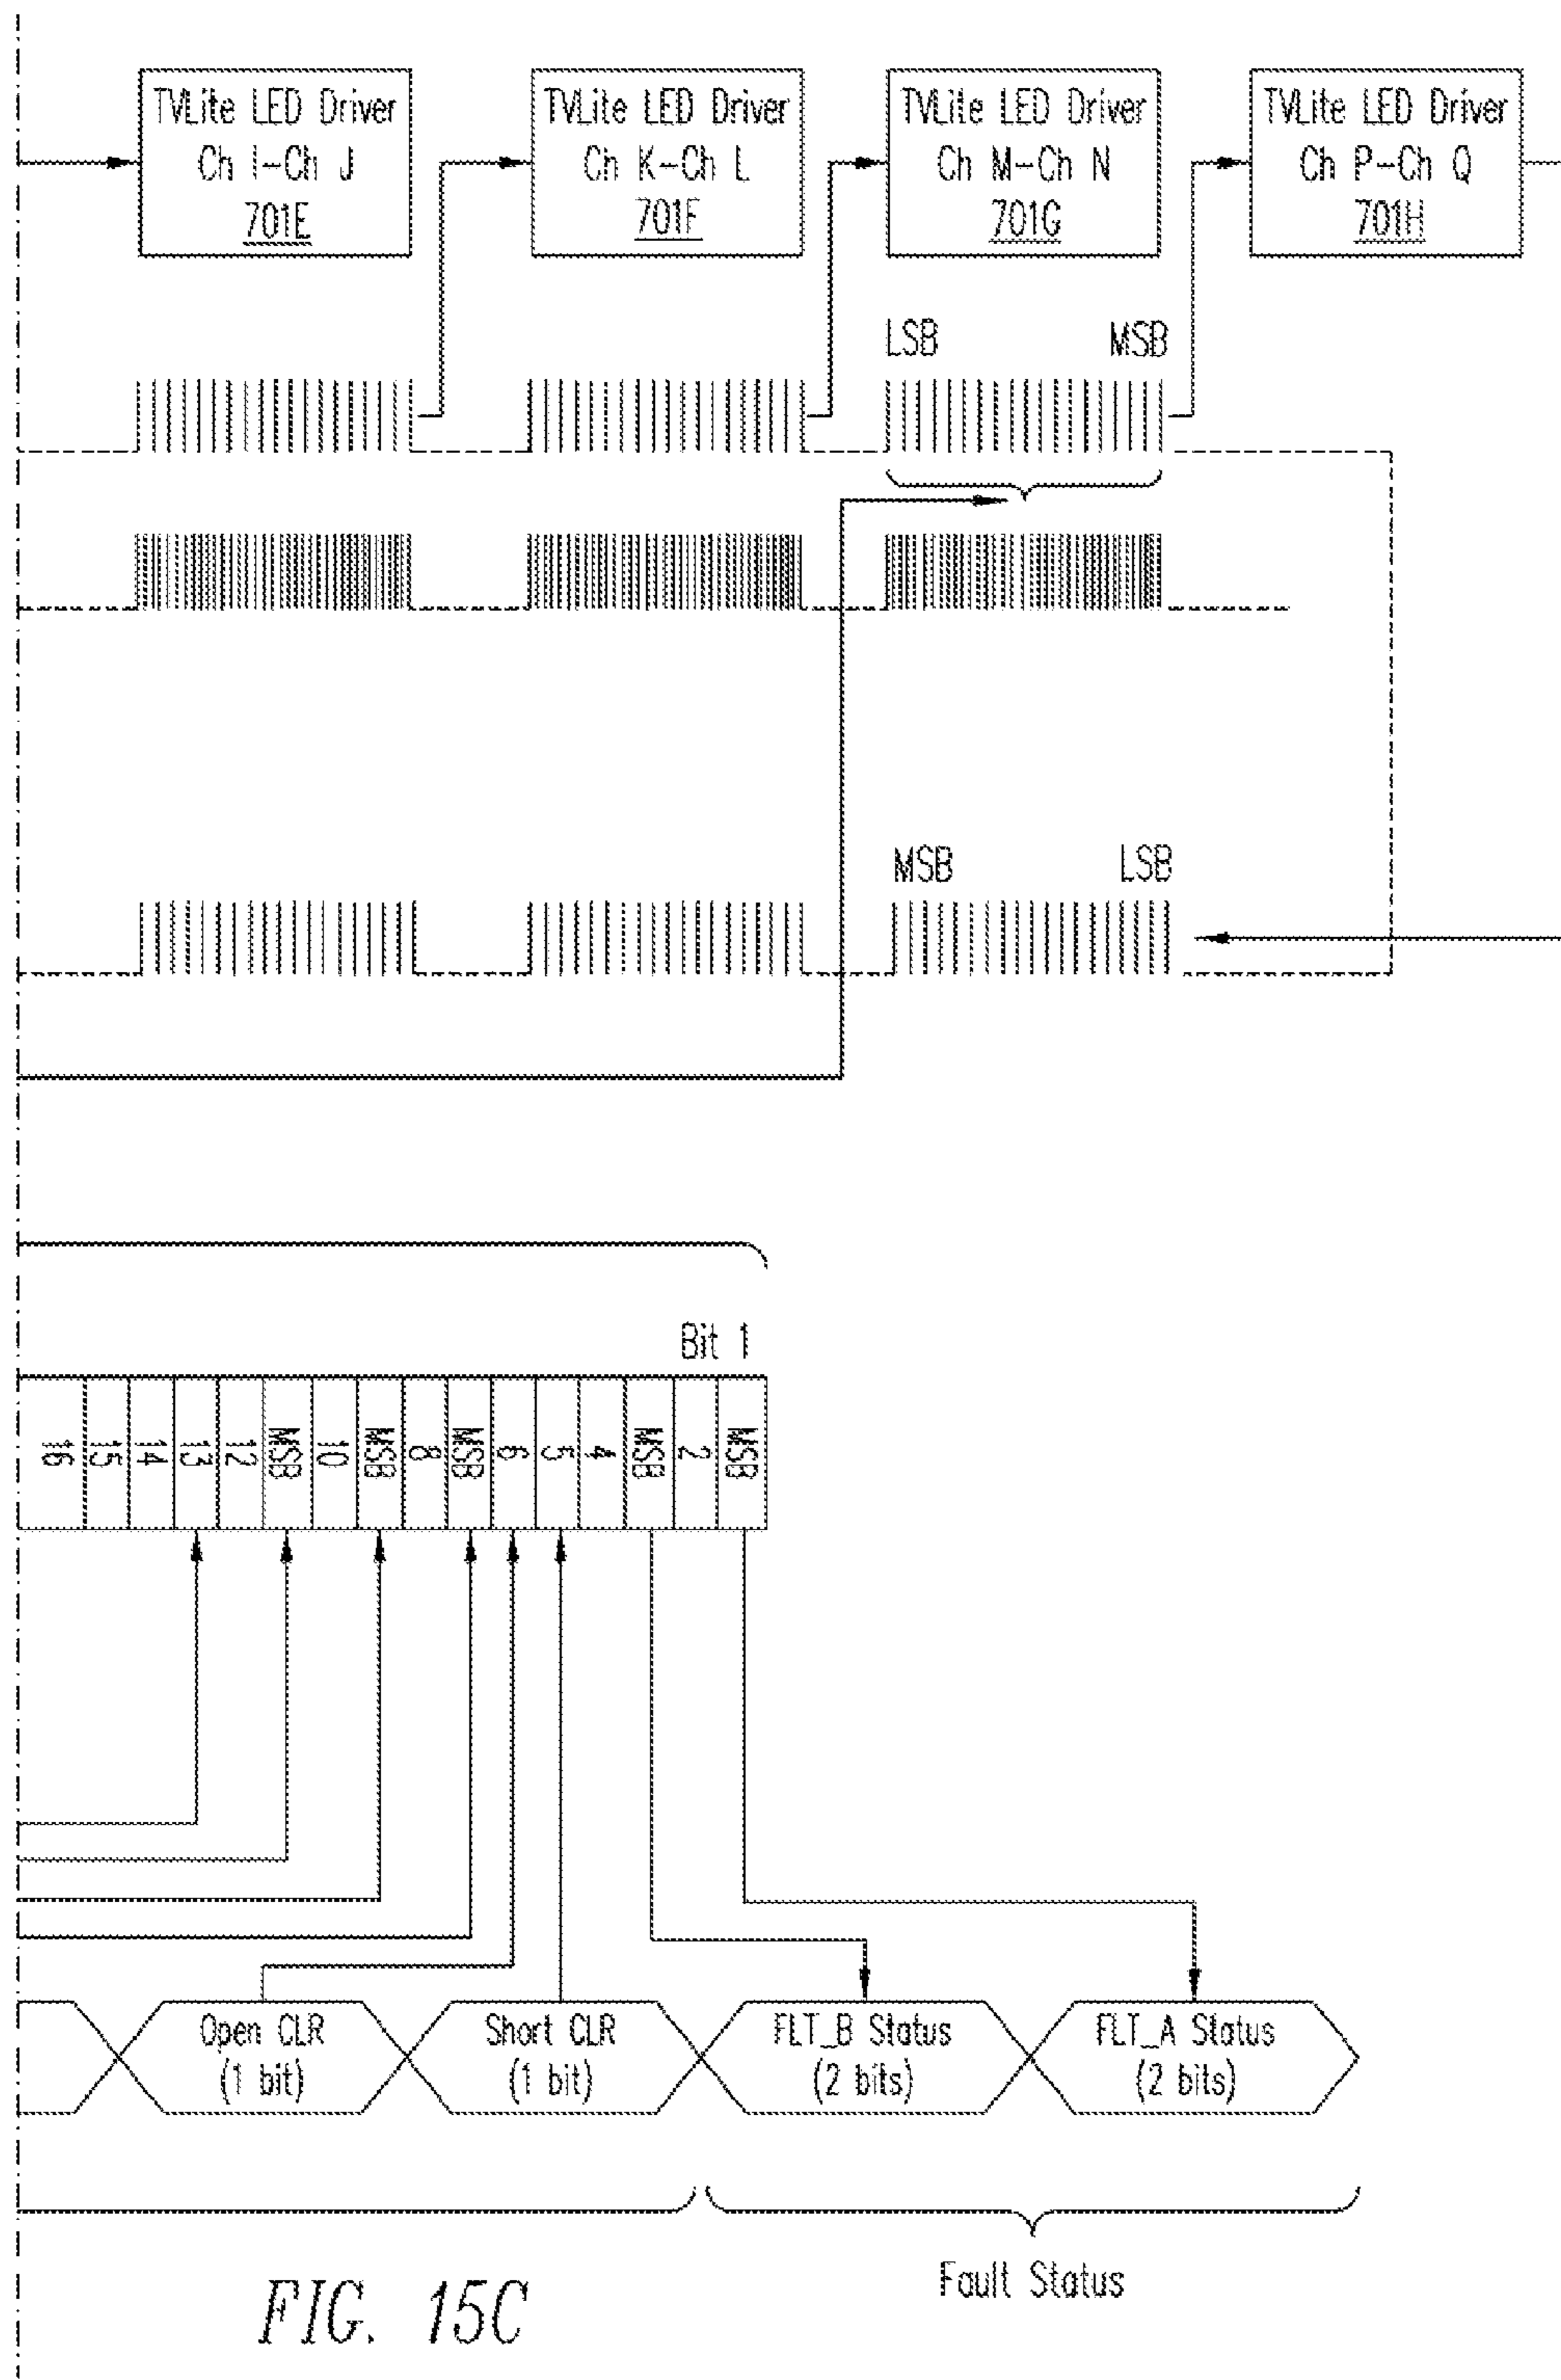 TVLite LED Driver
Ch I-Ch J
701E
TVLite LED Driver
Ch K-Ch L
701F
TVLite LED Driver
Ch M-Ch N
701G
TVLite LED Driver
Ch P-Ch Q
701H
LSB
MSB
MSB
LSB
Bit 1
16
15
14
13
12
MSB
10
MSB
8
MSB
6
5
4
MSB
2
MSB
Open CLR
(1 bit)
Short CLR
(1 bit)
FLT_B Status
(2 bits)
FLT_A Status
(2 bits)
Fault Status
FIG. 15C